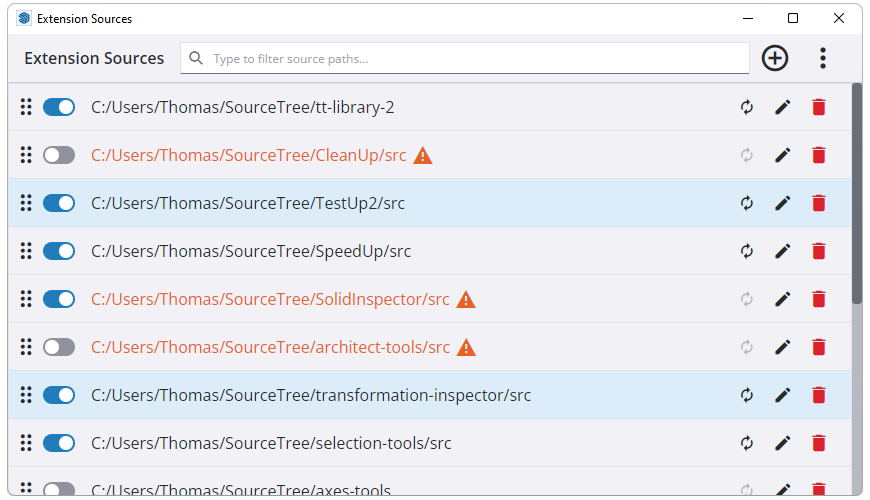 Extension Sources
Extension Sources
Type to filter source paths...
C:/Users/Thomas/SourceTree/tt-library-2
C:/Users/Thomas/SourceTree/CleanUp/src
C:/Users/Thomas/SourceTree/TestUp2/src
C:/Users/Thomas/SourceTree/SpeedUp/src
C:/Users/Thomas/SourceTree/SolidInspector/src
C:/Users/Thomas/SourceTree/architect-tools/src
C:/Users/Thomas/SourceTree/transformation-inspector/src
C:/Users/Thomas/SourceTree/selection-tools/src
C:/Users/Thomas/SourceTree/axes-tools